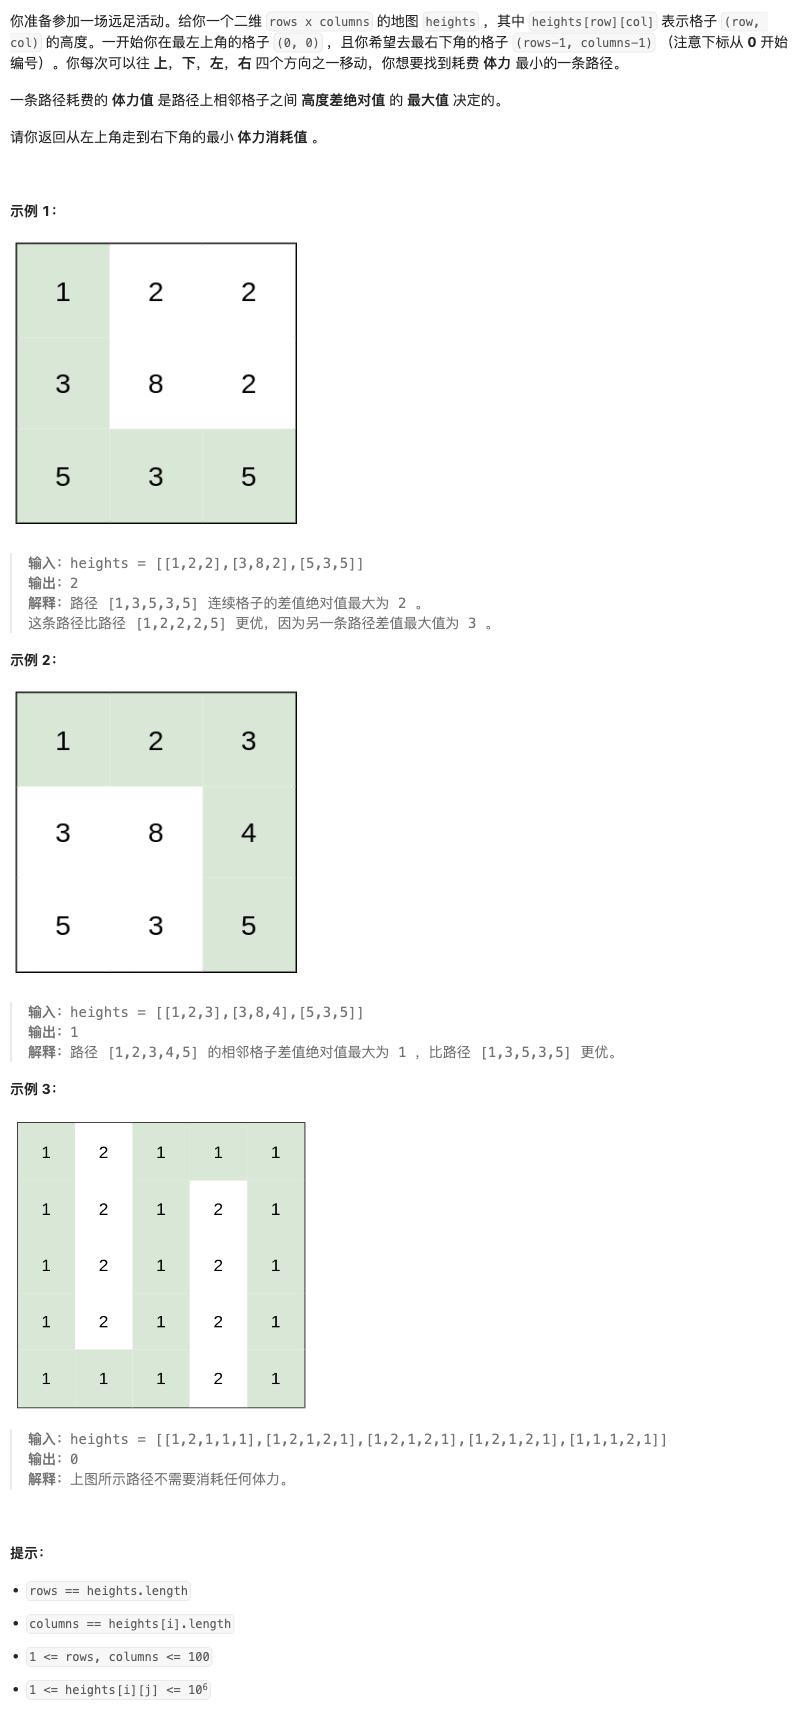 你准备参加一场远足活动。给你一个二维 rows x columns 的地图 heights ，其中 heights[row][col] 表示格子 (row,
col) 的高度。一开始你在最左上角的格子 (0, 0) ，且你希望去最右下角的格子 (rows-1, columns-1) （注意下标从 0 开始
编号）。你每次可以往 上，下，左，右 四个方向之一移动，你想要找到耗费 体力 最小的一条路径。
一条路径耗费的 体力值 是路径上相邻格子之间 高度差绝对值 的 最大值 决定的。
请你返回从左上角走到右下角的最小 体力消耗值 。
示例 1：
1 2 2
3 8 2
5 3 5
输入：heights = [[1,2,2],[3,8,2],[5,3,5]]
输出：2
解释：路径 [1,3,5,3,5] 连续格子的差值绝对值最大为 2 。
这条路径比路径 [1,2,2,2,5] 更优，因为另一条路径差值最大值为 3 。
示例 2：
1 2 3
3 8 4
5 3 5
输入：heights = [[1,2,3],[3,8,4],[5,3,5]]
输出：1
解释：路径 [1,2,3,4,5] 的相邻格子差值绝对值最大为 1 ，比路径 [1,3,5,3,5] 更优。
示例 3：
1 2 1 1 1
1 2 1 2 1
1 2 1 2 1
1 2 1 2 1
1 1 1 2 1
输入：heights = [[1,2,1,1,1],[1,2,1,2,1],[1,2,1,2,1],[1,2,1,2,1],[1,1,1,2,1]]
输出：0
解释：上图所示路径不需要消耗任何体力。
提示：
• rows == heights.length
• columns == heights[i].length
• 1 <= rows, columns <= 100
• 1 <= heights[i][j] <= 10⁶